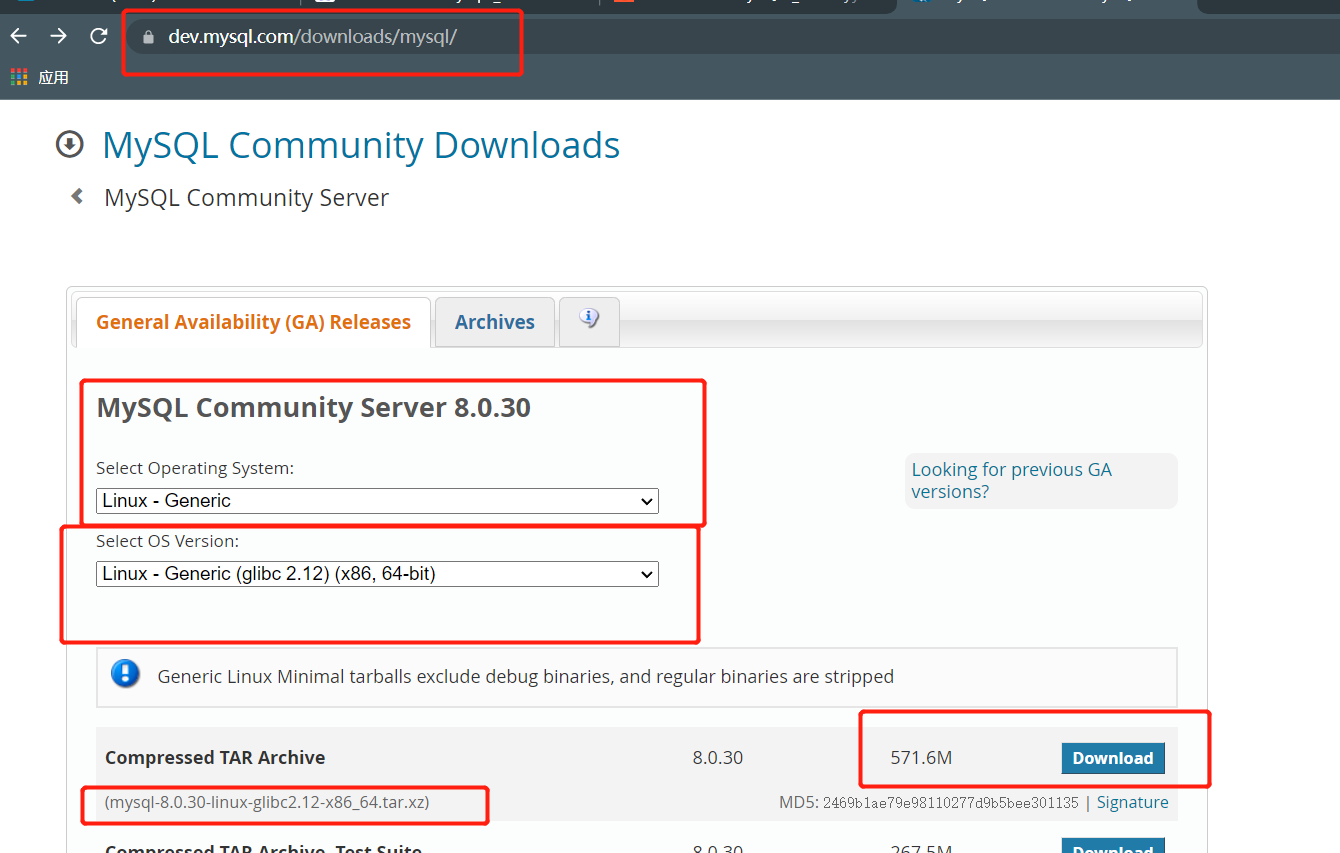 dev.mysql.com/downloads/mysql/
应用
MySQL Community Downloads
MySQL Community Server
General Availability (GA) Releases
Archives
MySQL Community Server 8.0.30
Select Operating System:
Looking for previous GA
versions?
Linux - Generic
Select OS Version:
Linux - Generic (glibc 2.12) (x86, 64-bit)
Generic Linux Minimal tarballs exclude debug binaries, and regular binaries are stripped
Compressed TAR Archive 8.0.30 571.6M Download
(mysql-8.0.30-linux-glibc2.12-x86_64.tar.xz) MD5: 2469b1ae79e98110277d9b5bee301135 | Signature
Compressed TAR Archive, Test Suite 8.0.30 267.5M Download